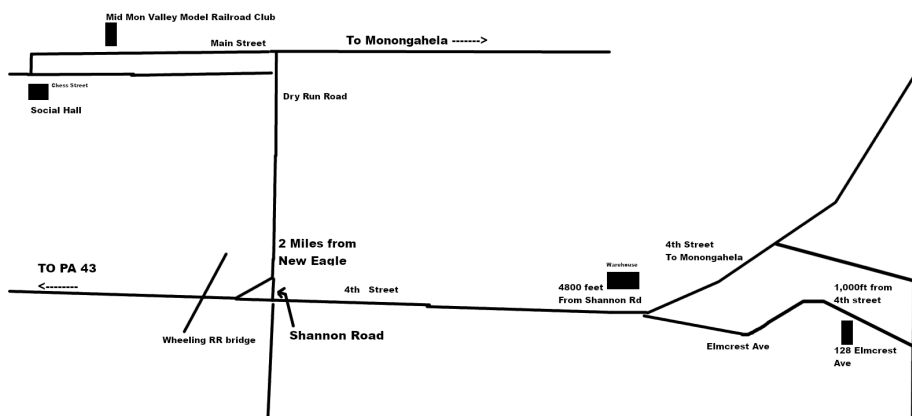 Mid Mon Valley Model Railroad Club
Main Street
To Monongahela ------->
Chess Street
Social Hall
Dry Run Road
2 Miles from
New Eagle
4th Street
To Monongahela
TO PA 43
<--------
Warehouse
4800 feet
From Shannon Rd
1,000ft from
4th street
4th Street
Wheeling RR bridge
Shannon Road
Elmcrest Ave
128 Elmcrest
Ave